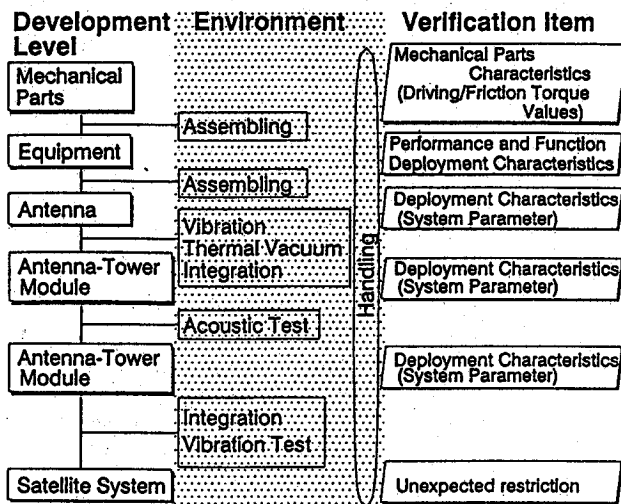 Development
Level
Environment
Verification Item
Mechanical
Parts
Assembling
Equipment
Assembling
Antenna
Vibration
Thermal Vacuum
Integration
Antenna-Tower
Module
Acoustic Test
Antenna-Tower
Module
Integration
Vibration Test
Satellite System
Handling
Mechanical Parts
Characteristics
(Driving/Friction Torque
Values)
Performance and Function
Deployment Characteristics
Deployment Characteristics
(System Parameter)
Deployment Characteristics
(System Parameter)
Deployment Characteristics
(System Parameter)
Unexpected restriction